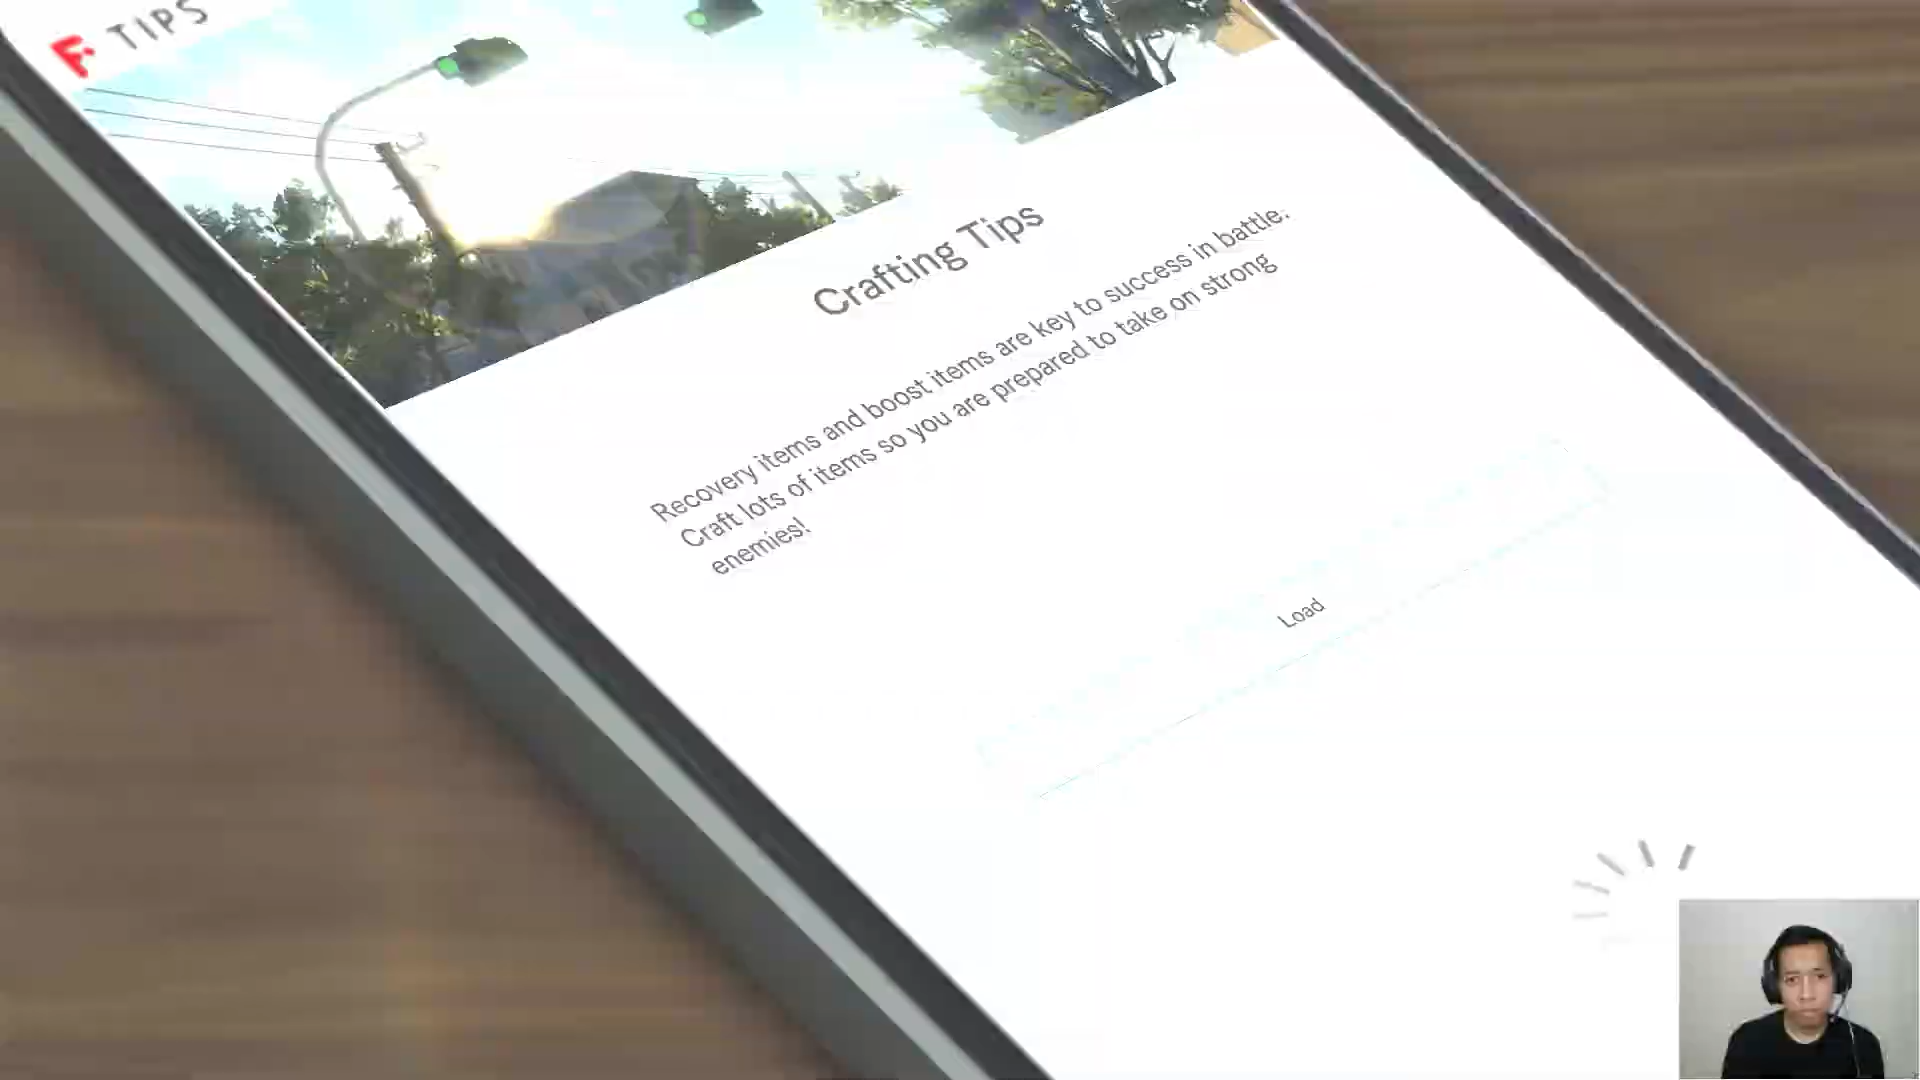 TIPS
Crafting Tips
Recovery items and boost items are key to success in battle.
Craft lots of items so you are prepared to take on strong
enemies!
Load